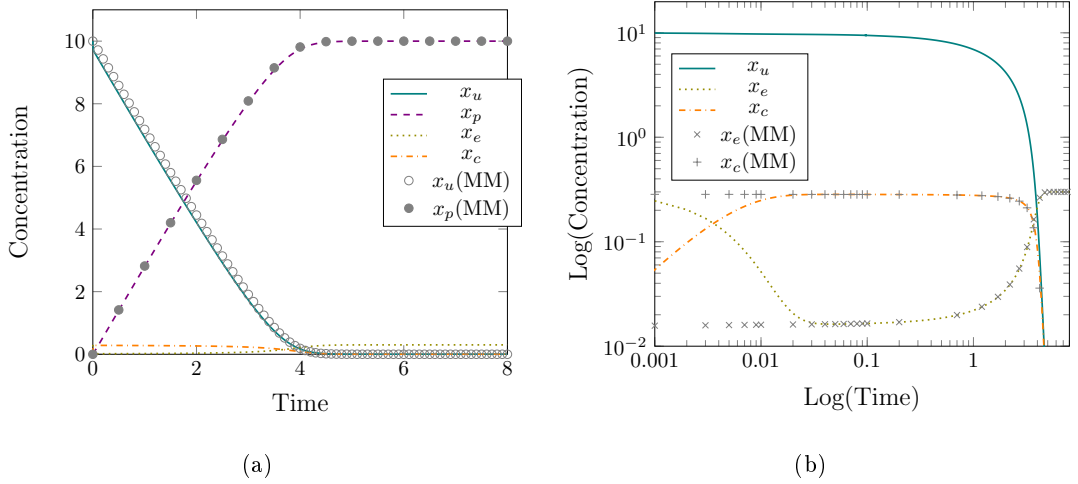 10
8
6
4
2
0
Concentration
0
2
4
6
8
Time
x_u
x_p
x_e
x_c
x_u(MM)
x_p(MM)
(a)
10^1
10^0
10^{-1}
10^{-2}
Log(Concentration)
0.001
0.01
0.1
1
Log(Time)
x_u
x_e
x_c
x_e(MM)
x_c(MM)
(b)